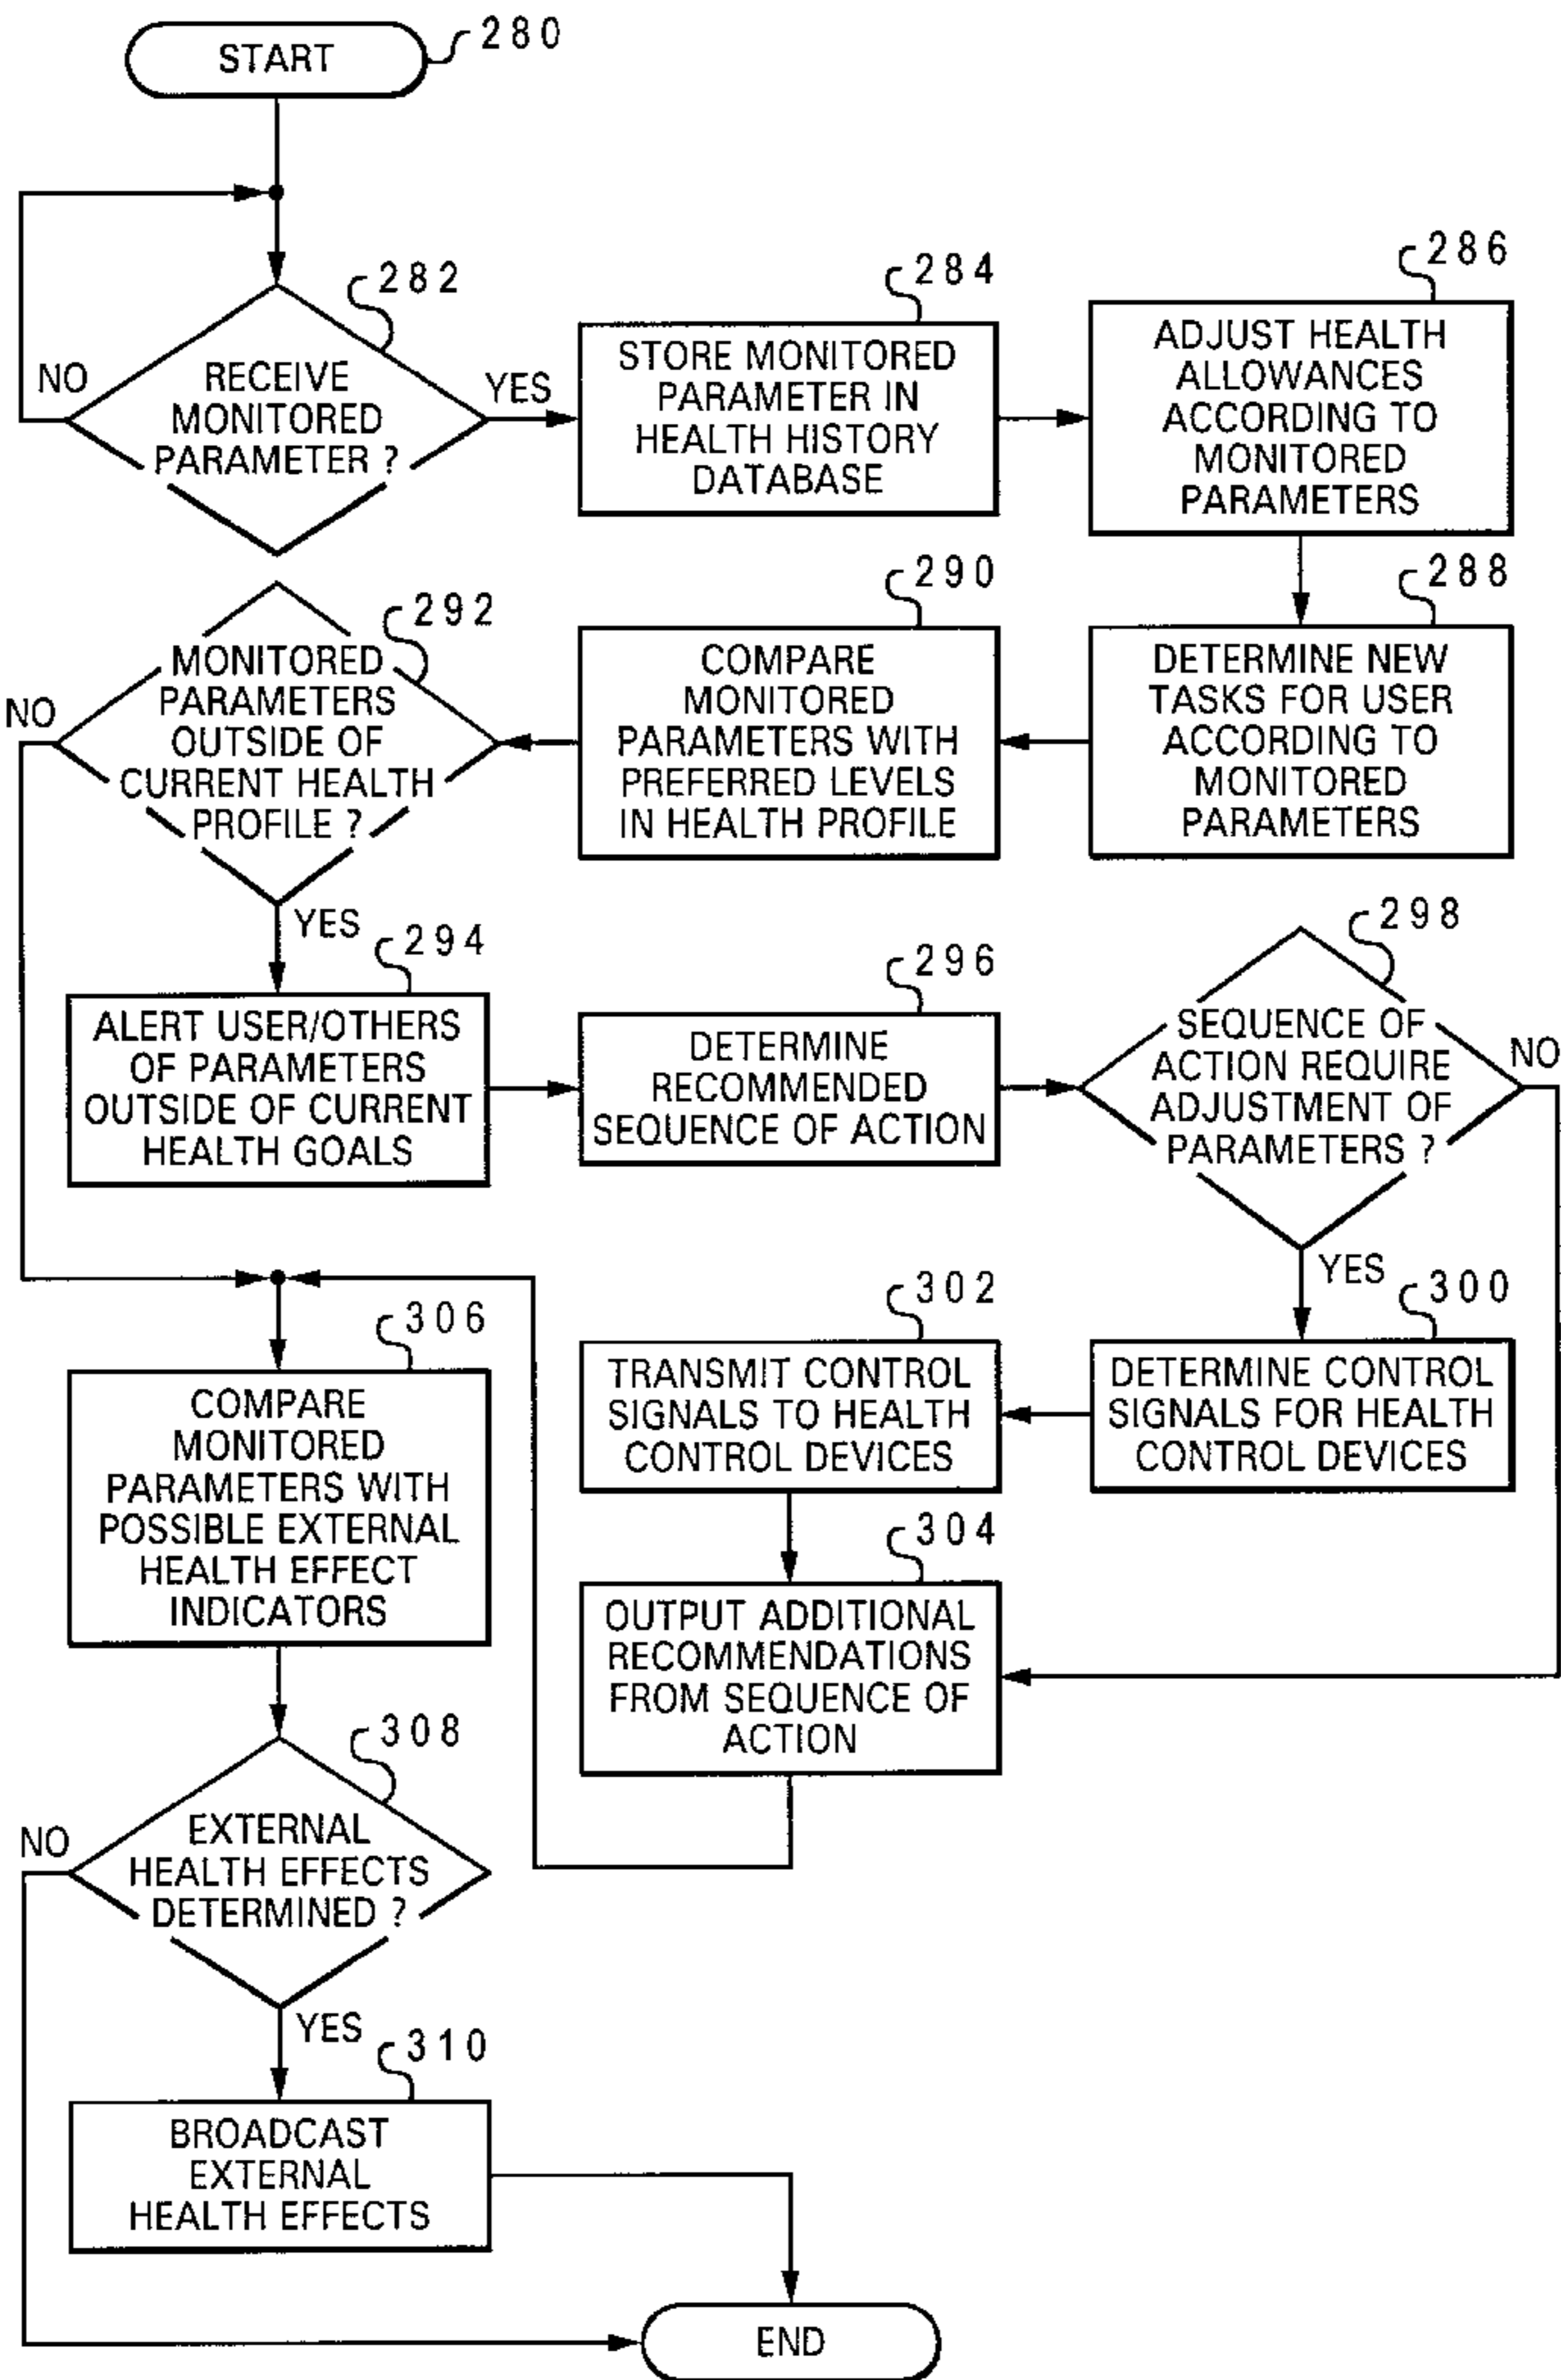 START
280
282
RECEIVE
MONITORED
PARAMETER ?
NO
YES
284
STORE MONITORED
PARAMETER IN
HEALTH HISTORY
DATABASE
286
ADJUST HEALTH
ALLOWANCES
ACCORDING TO
MONITORED
PARAMETERS
288
DETERMINE NEW
TASKS FOR USER
ACCORDING TO
MONITORED
PARAMETERS
290
COMPARE
MONITORED
PARAMETERS WITH
PREFERRED LEVELS
IN HEALTH PROFILE
292
MONITORED
PARAMETERS
OUTSIDE OF
CURRENT HEALTH
PROFILE ?
NO
YES
294
ALERT USER/OTHERS
OF PARAMETERS
OUTSIDE OF CURRENT
HEALTH GOALS
296
DETERMINE
RECOMMENDED
SEQUENCE OF ACTION
298
SEQUENCE OF
ACTION REQUIRE
ADJUSTMENT OF
PARAMETERS ?
NO
YES
300
DETERMINE CONTROL
SIGNALS FOR HEALTH
CONTROL DEVICES
302
TRANSMIT CONTROL
SIGNALS TO HEALTH
CONTROL DEVICES
304
OUTPUT ADDITIONAL
RECOMMENDATIONS
FROM SEQUENCE OF
ACTION
306
COMPARE
MONITORED
PARAMETERS WITH
POSSIBLE EXTERNAL
HEALTH EFFECT
INDICATORS
308
EXTERNAL
HEALTH EFFECTS
DETERMINED ?
NO
YES
310
BROADCAST
EXTERNAL
HEALTH EFFECTS
END